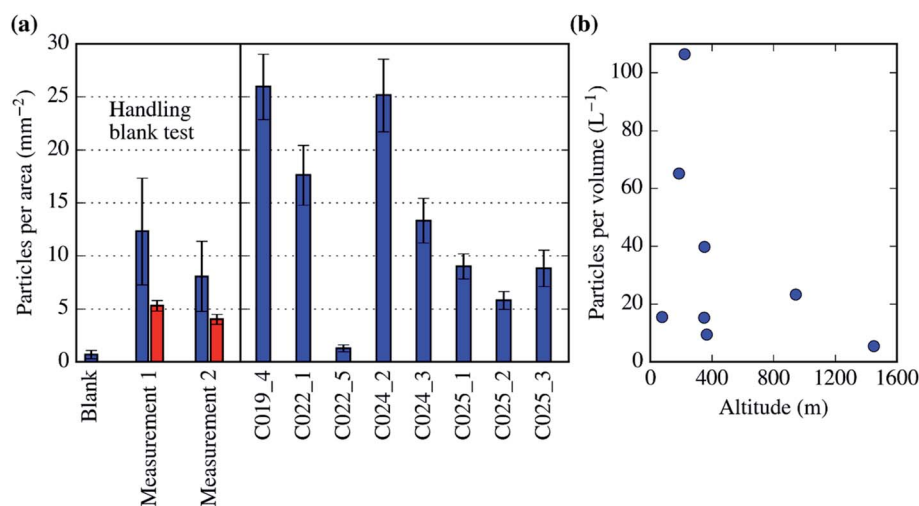 (a)
30
25
20
15
10
5
0
Particles per area (mm⁻²)
Handling
blank test
Blank
Measurement 1
Measurement 2
C019_4
C022_1
C022_5
C024_2
C024_3
C025_1
C025_2
C025_3
(b)
100
80
60
40
20
0
Particles per volume (L⁻¹)
0 400 800 1200 1600
Altitude (m)